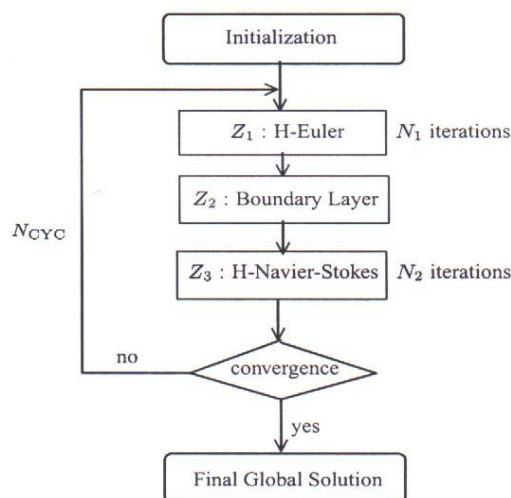 Initialization
Z₁ : H-Euler
N₁ iterations
Z₂ : Boundary Layer
N_CYC
Z₃ : H-Navier-Stokes
N₂ iterations
no
convergence
yes
Final Global Solution